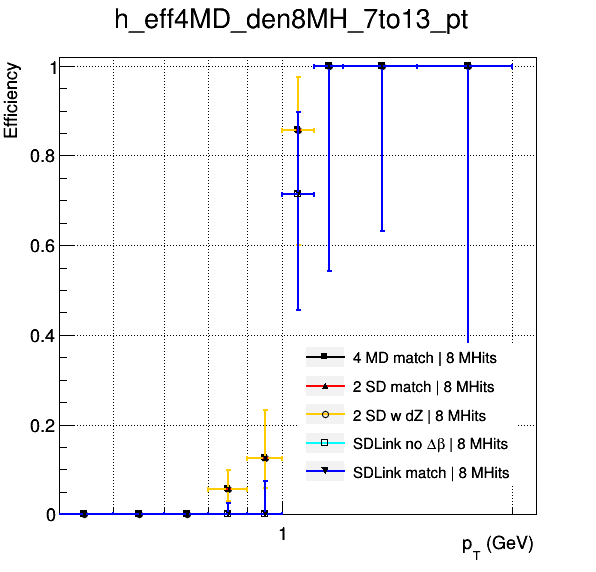 h_eff4MD_den8MH_7to13_pt
Efficiency
1
0.8
0.6
0.4
0.2
0
4 MD match | 8 MHits
2 SD match | 8 MHits
2 SD w dZ | 8 MHits
SDLink no Δβ | 8 MHits
SDLink match | 8 MHits
1
p_T (GeV)